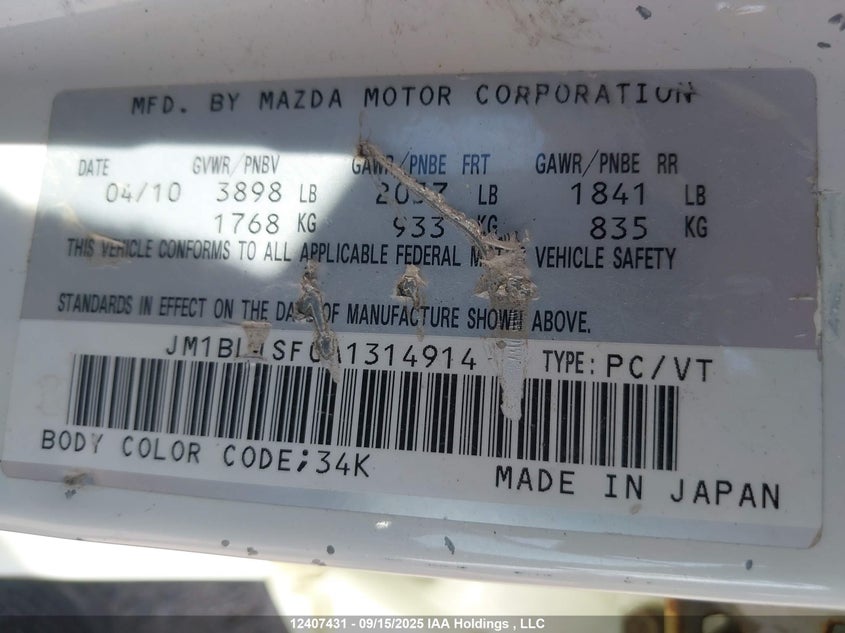 MFD. BY MAZDA MOTOR CORPORATION
DATE GVWR/PNBV GAWR/PNBE FRT GAWR/PNBE RR
04/10 3898 LB LB 1841 LB
1768 KG 933 KG 835 KG
THIS VEHICLE CONFORMS TO ALL APPLICABLE FEDERAL VEHICLE SAFETY
STANDARDS IN EFFECT ON THE OF MANUFACTURE SHOWN ABOVE.
TYPE: PC/VT
BODY COLOR CODE;34K
MADE IN JAPAN
12407431 - 09/15/2025 IAA Holdings , LLC